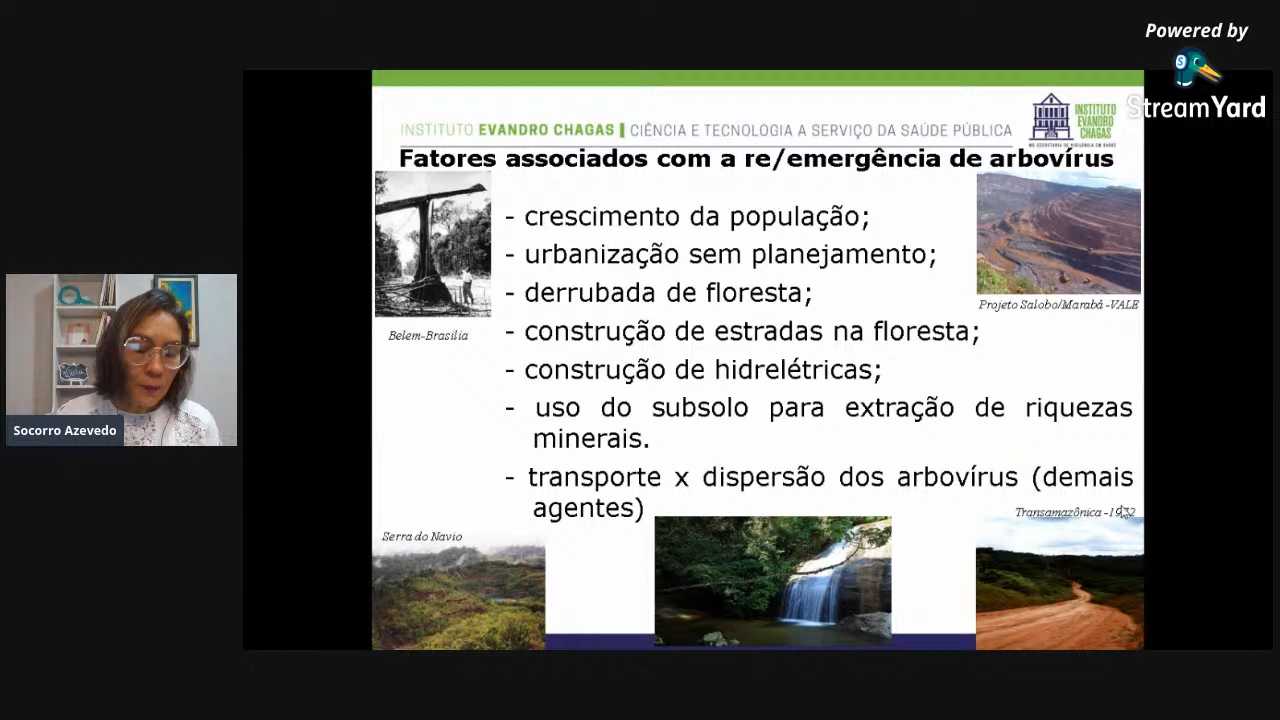 Powered by
StreamYard
INSTITUTO EVANDRO CHAGAS | CIÊNCIA E TECNOLOGIA A SERVIÇO DA SAÚDE PÚBLICA
INSTITUTO
EVANDRO
CHAGAS
Fatores associados com a re/emergência de arbovírus
- crescimento da população;
- urbanização sem planejamento;
- derrubada de floresta;
- construção de estradas na floresta;
- construção de hidrelétricas;
- uso do subsolo para extração de riquezas
minerais.
- transporte x dispersão dos arbovírus (demais
agentes)
Belem-Brasilia
Projeto Salobo/Marabá -VALE
Serra do Navio
Transamazônica -
Socorro Azevedo